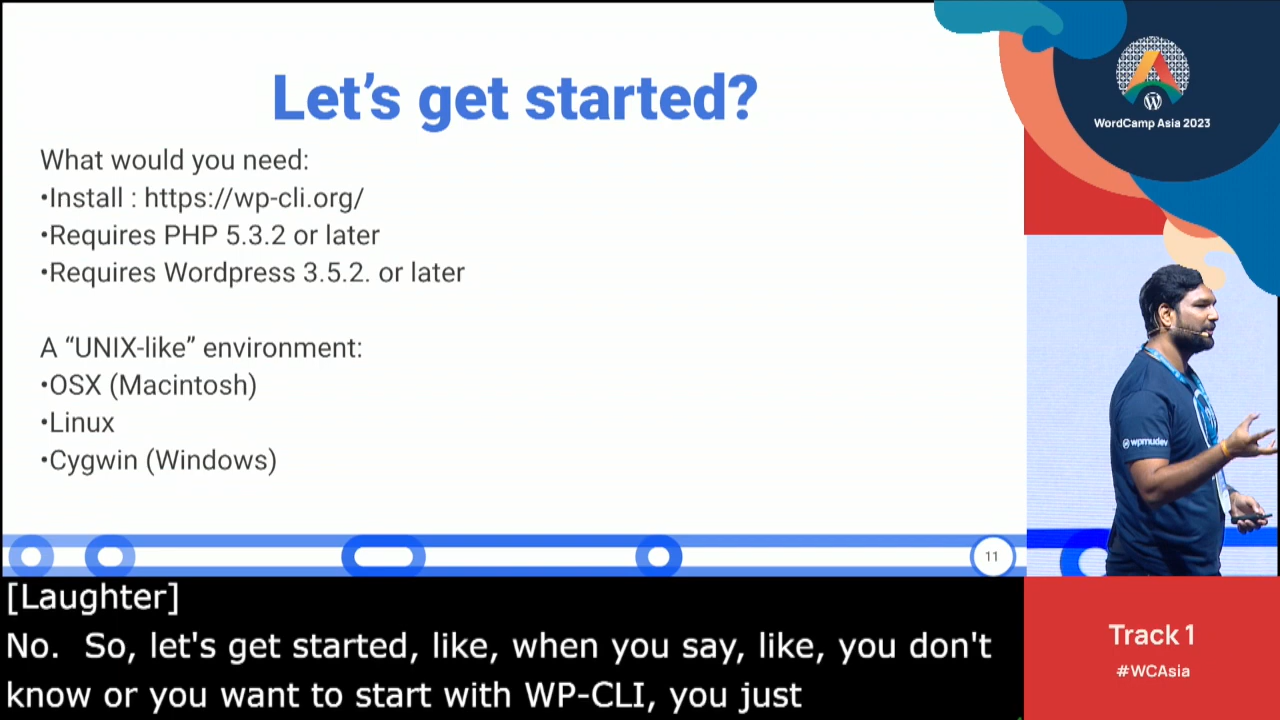 Let’s get started?
What would you need:
•Install : https://wp-cli.org/
•Requires PHP 5.3.2 or later
•Requires Wordpress 3.5.2. or later
A “UNIX-like” environment:
•OSX (Macintosh)
•Linux
•Cygwin (Windows)
11
WordCamp Asia 2023
wpmudev
[Laughter]
No.  So, let's get started, like, when you say, like, you don't
know or you want to start with WP-CLI, you just
Track 1
#WCAsia